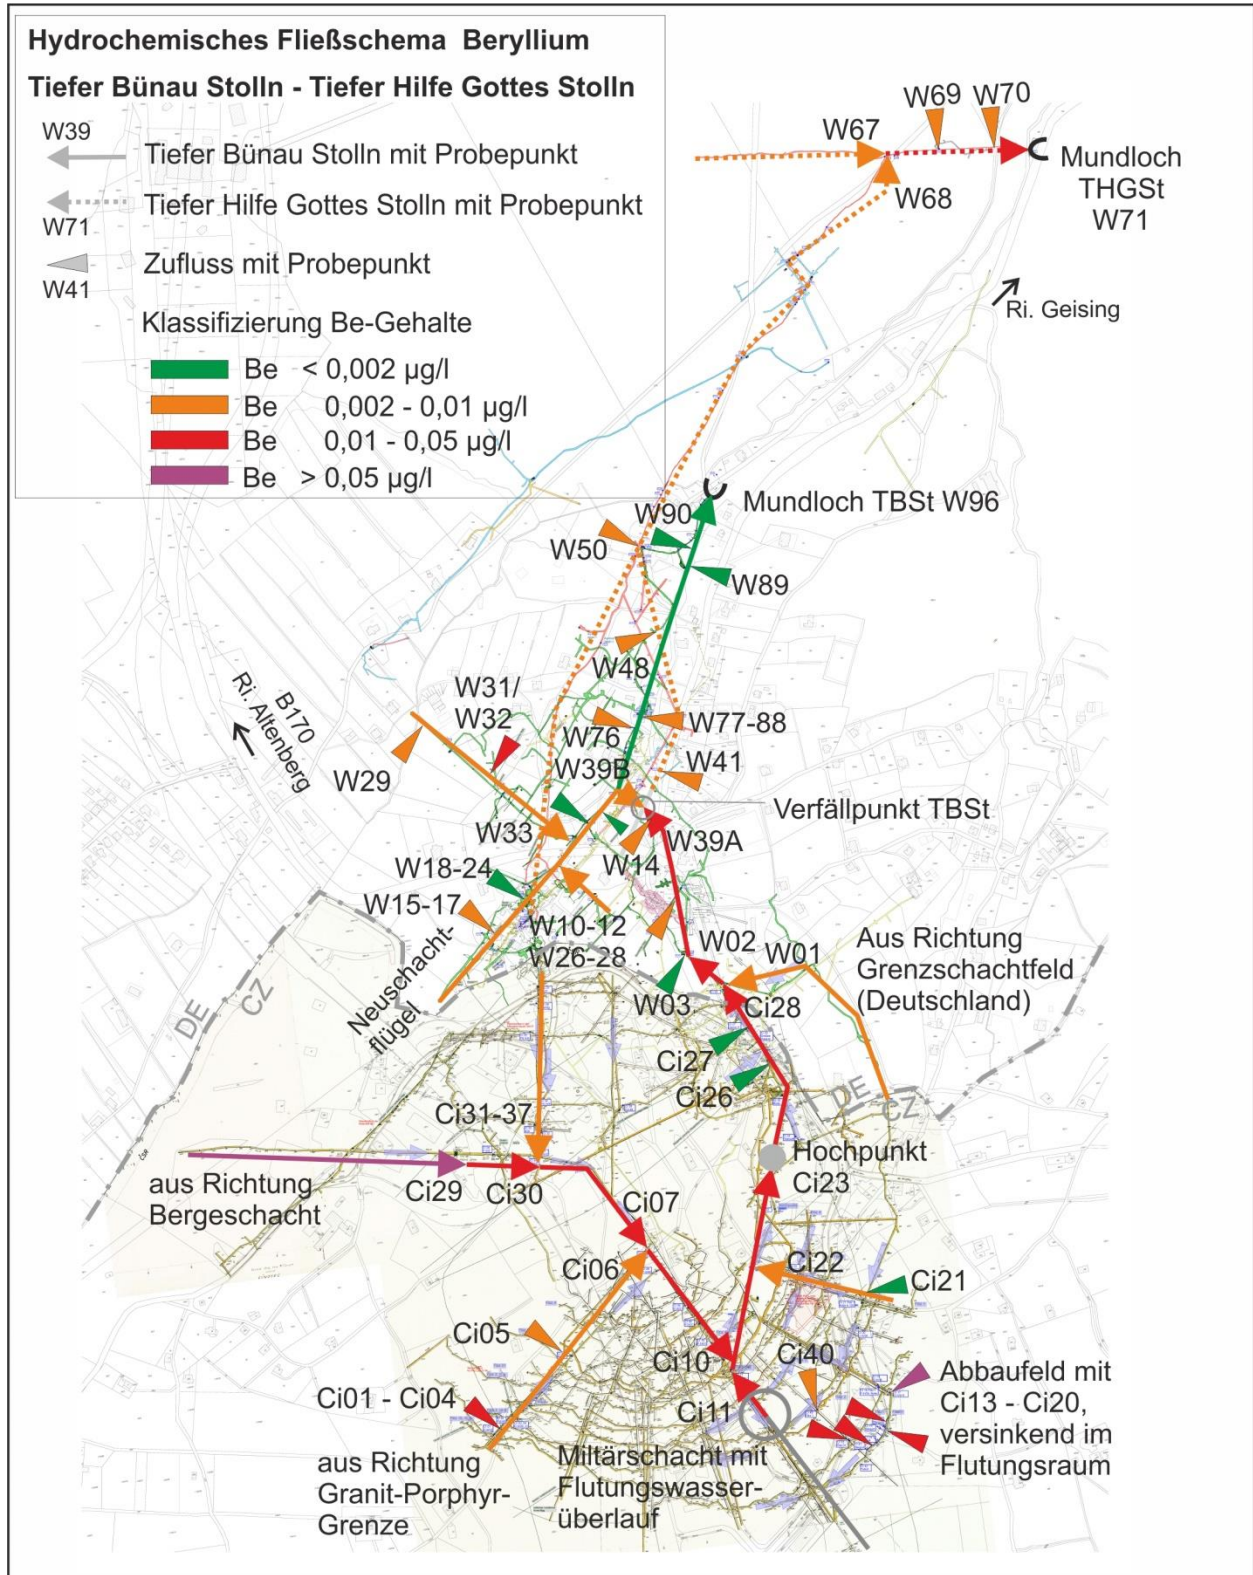 Hydrochemisches Fließschema Beryllium
Tiefer Bünau Stolln - Tiefer Hilfe Gottes Stolln
W39
Tiefer Bünau Stolln mit Probepunkt
Tiefer Hilfe Gottes Stolln mit Probepunkt
W71
Zufluss mit Probepunkt
W41
Klassifizierung Be-Gehalte
Be < 0,002 µg/l
Be 0,002 - 0,01 µg/l
Be 0,01 - 0,05 µg/l
Be > 0,05 µg/l
W69
W70
W67
Mundloch
THGSt
W71
W68
Ri. Geising
W90
Mundloch TBSt W96
W50
W89
W48
W31/
W32
B170
Ri. Altenberg
W77-88
W76
W29
W39B
W41
Verfällpunkt TBSt
W33
W39A
W14
W18-24
W15-17
W10-12
W26-28
W02
W01
Aus Richtung
Grenzschachtfeld
(Deutschland)
Neuschacht-
flügel
DE
CZ
W03
Ci28
Ci27
Ci26
DE
CZ
Ci31-37
Hochpunkt
Ci23
Ci29
Ci30
aus Richtung
Bergeschacht
Ci07
Ci06
Ci22
Ci21
Ci05
Ci10
Ci40
Abbaufeld mit
Ci13 - Ci20,
versinkend im
Flutungsraum
Ci01 - Ci04
Ci11
aus Richtung
Granit-Porphyr-
Grenze
Miltärschacht mit
Flutungswasser-
überlauf